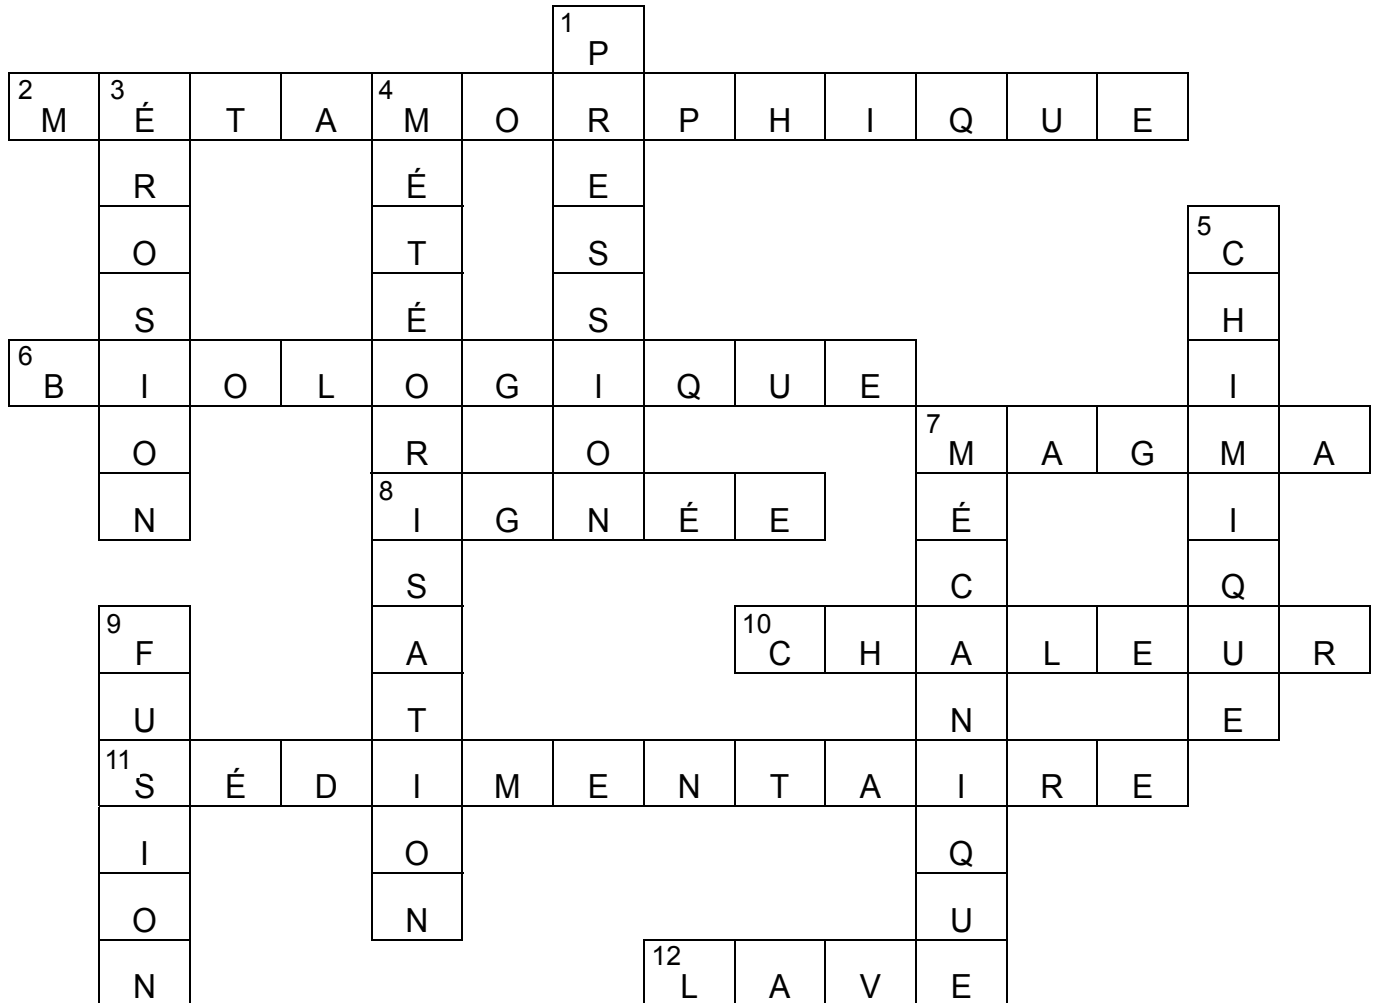 1 P
2 M 3 É T A 4 M O R P H I Q U E
R É E
O T S 5 C
S É S H
6 B I O L O G I Q U E I
O R O 7 M A G M A
N 8 I G N É E É I
S C Q
9 F A 10 C H A L E U R
U T N E
11 S É D I M E N T A I R E
I O Q
O N U
N 12 L A V E